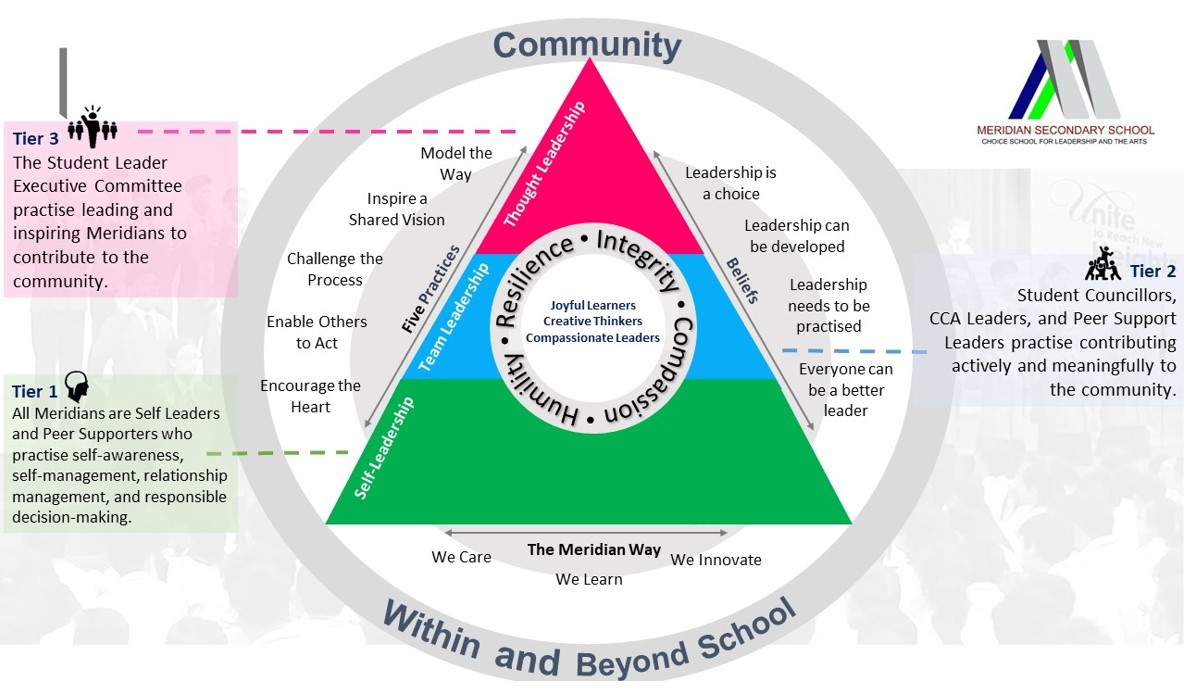 Community
MERIDIAN SECONDARY SCHOOL
CHOICE SCHOOL FOR LEADERSHIP AND THE ARTS
Tier 3
The Student Leader
Executive Committee
practise leading and
inspiring Meridians to
contribute to the
community.
Tier 1
All Meridians are Self Leaders
and Peer Supporters who
practise self-awareness,
self-management, relationship
management, and responsible
decision-making.
Model the
Way
Inspire a
Shared Vision
Challenge the
Process
Enable Others
to Act
Encourage the
Heart
Five Practices
Thought Leadership
Team Leadership
Self-Leadership
Resilience • Integrity • Compassion • Humility •
Joyful Learners
Creative Thinkers
Compassionate Leaders
Beliefs
Leadership is
a choice
Leadership can
be developed
Leadership
needs to be
practised
Everyone can
be a better
leader
Unite
to Reach New
Heights
Tier 2
Student Councillors,
CCA Leaders, and Peer Support
Leaders practise contributing
actively and meaningfully to
the community.
The Meridian Way
We Care
We Learn
We Innovate
Within and Beyond School